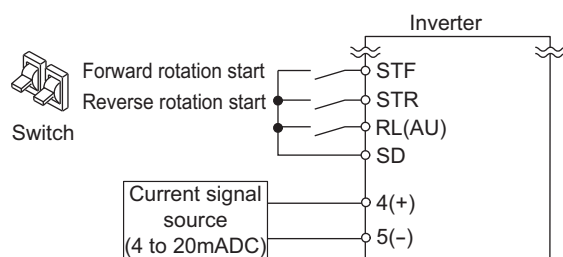 Inverter
Forward rotation start
STF
Reverse rotation start
STR
Switch
RL(AU)
SD
Current signal
source
(4 to 20mADC)
4(+)
5(−)